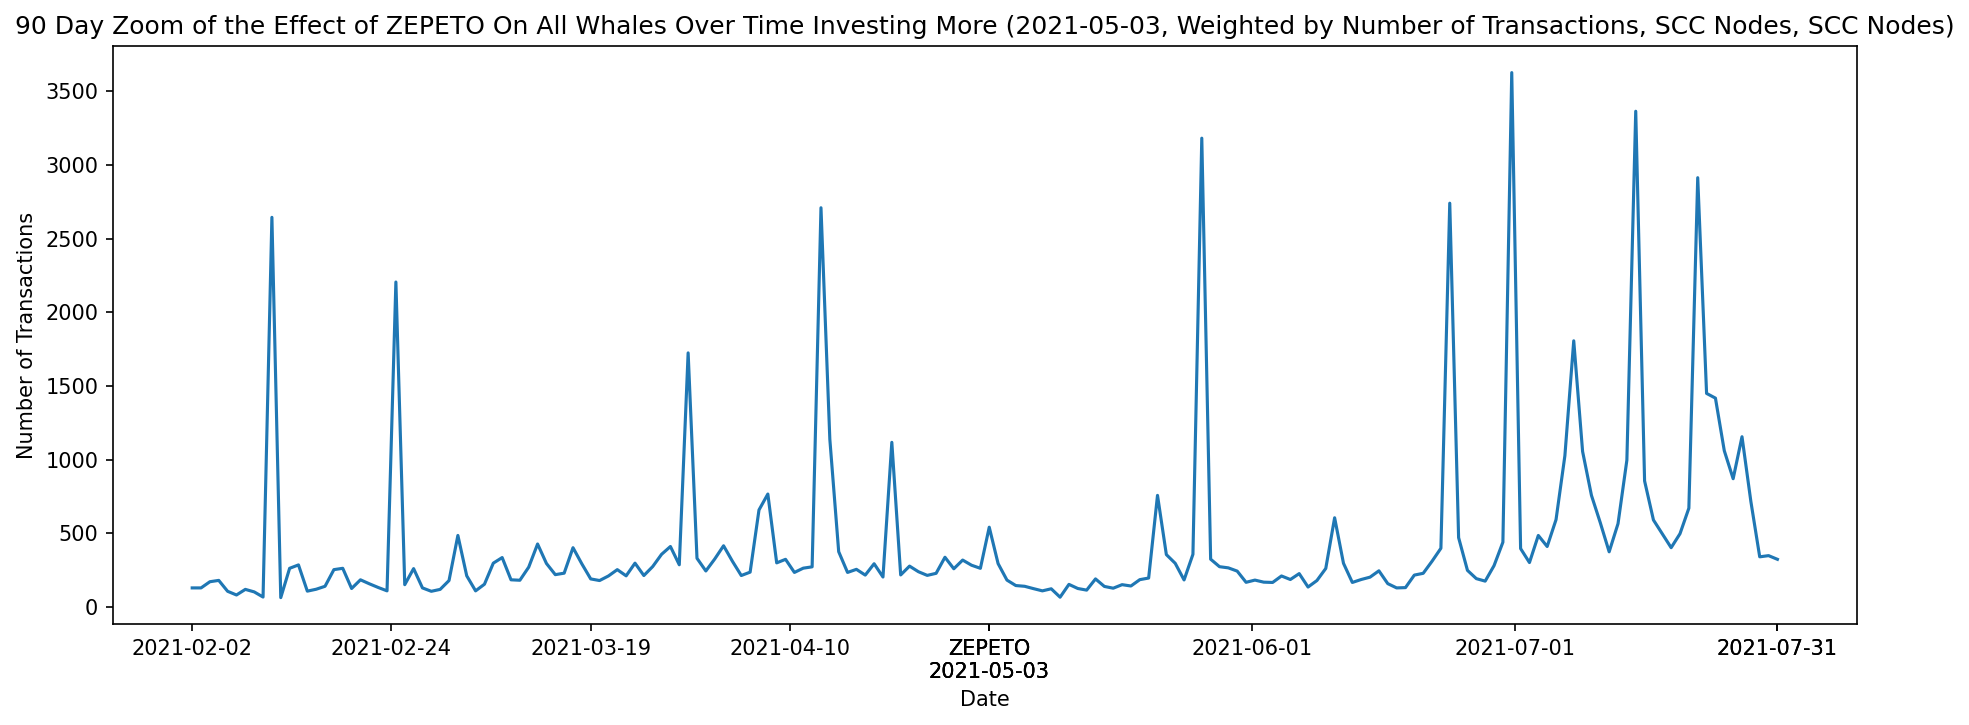 90 Day Zoom of the Effect of ZEPETO On All Whales Over Time Investing More (2021-05-03, Weighted by Number of Transactions, SCC Nodes, SCC Nodes)
3500
3000
2500
2000
1500
1000
500
0
Number of Transactions
2021-02-02 2021-02-24 2021-03-19 2021-04-10 ZEPETO 2021-06-01 2021-07-01 2021-07-31
2021-05-03
Date